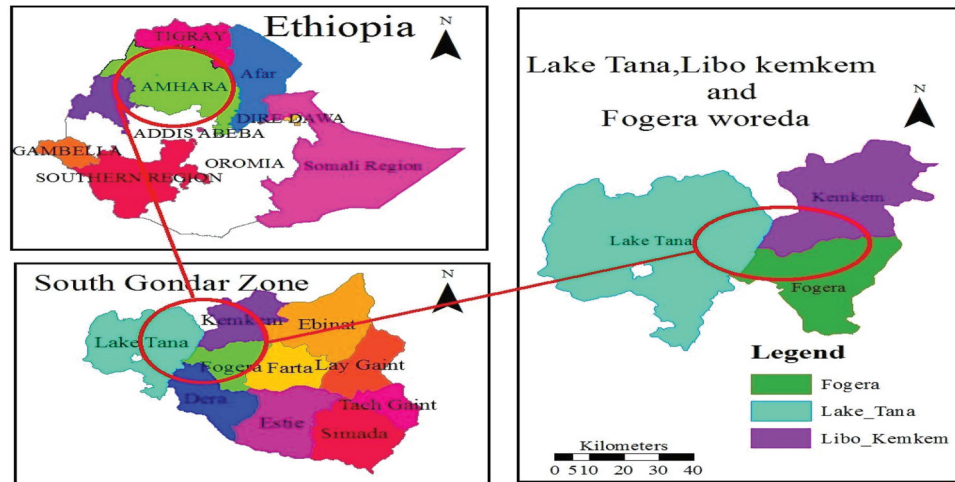 Ethiopia
N
TIGRAY
Afar
AMHARA
DIRE DAWA
ADDIS ABEBA
GAMBELLA
OROMIA
SOUTHERN REGION
Somali Region
South Gondar Zone
N
Kemkem
Ebinat
Lake Tana
Fogera
Farta
Lay Gaint
Dera
Tach Gaint
Estie
Simada
N
Lake Tana,Libo kemkem
and
Fogera woreda
Kemkem
Lake Tana
Fogera
Legend
Fogera
Lake_Tana
Libo_Kemkem
Kilometers
0 510 20 30 40